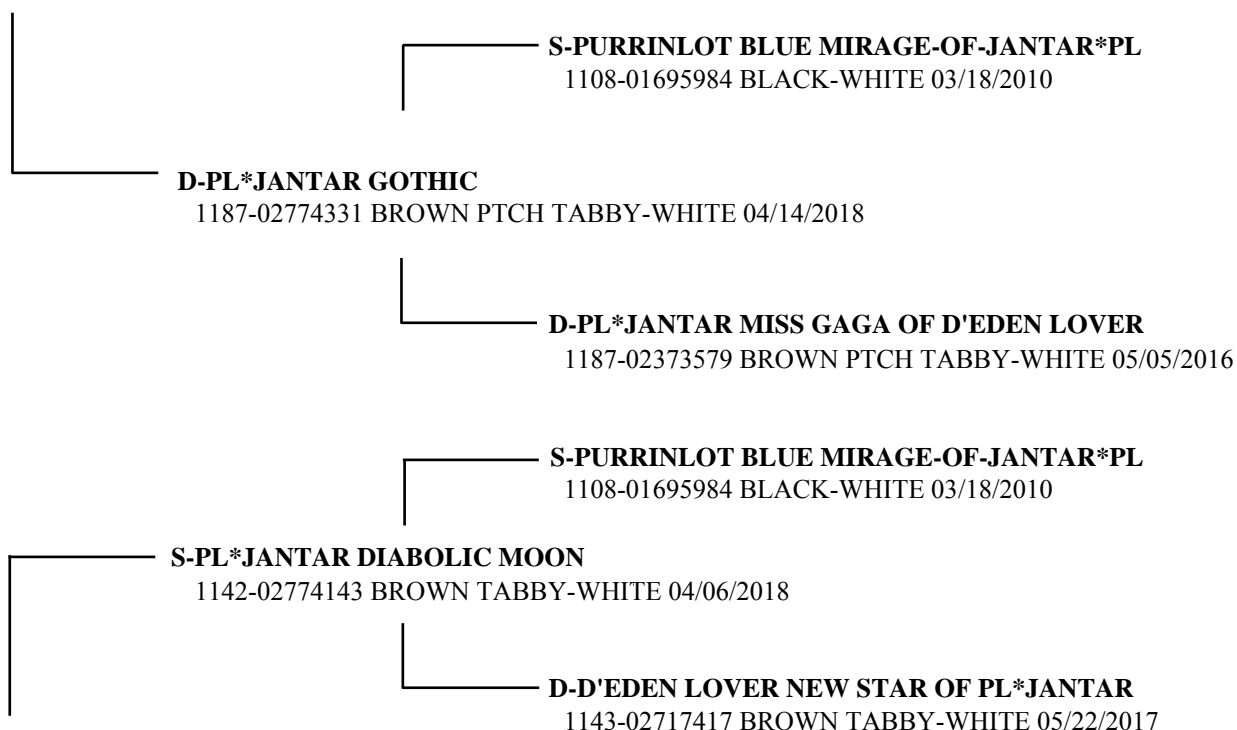 S-PURRINLOT BLUE MIRAGE-OF-JANTAR*PL
1108-01695984 BLACK-WHITE 03/18/2010
D-PL*JANTAR GOTHIC
1187-02774331 BROWN PTCH TABBY-WHITE 04/14/2018
D-PL*JANTAR MISS GAGA OF D'EDEN LOVER
1187-02373579 BROWN PTCH TABBY-WHITE 05/05/2016
S-PURRINLOT BLUE MIRAGE-OF-JANTAR*PL
1108-01695984 BLACK-WHITE 03/18/2010
S-PL*JANTAR DIABOLIC MOON
1142-02774143 BROWN TABBY-WHITE 04/06/2018
D-D'EDEN LOVER NEW STAR OF PL*JANTAR
1143-02717417 BROWN TABBY-WHITE 05/22/2017